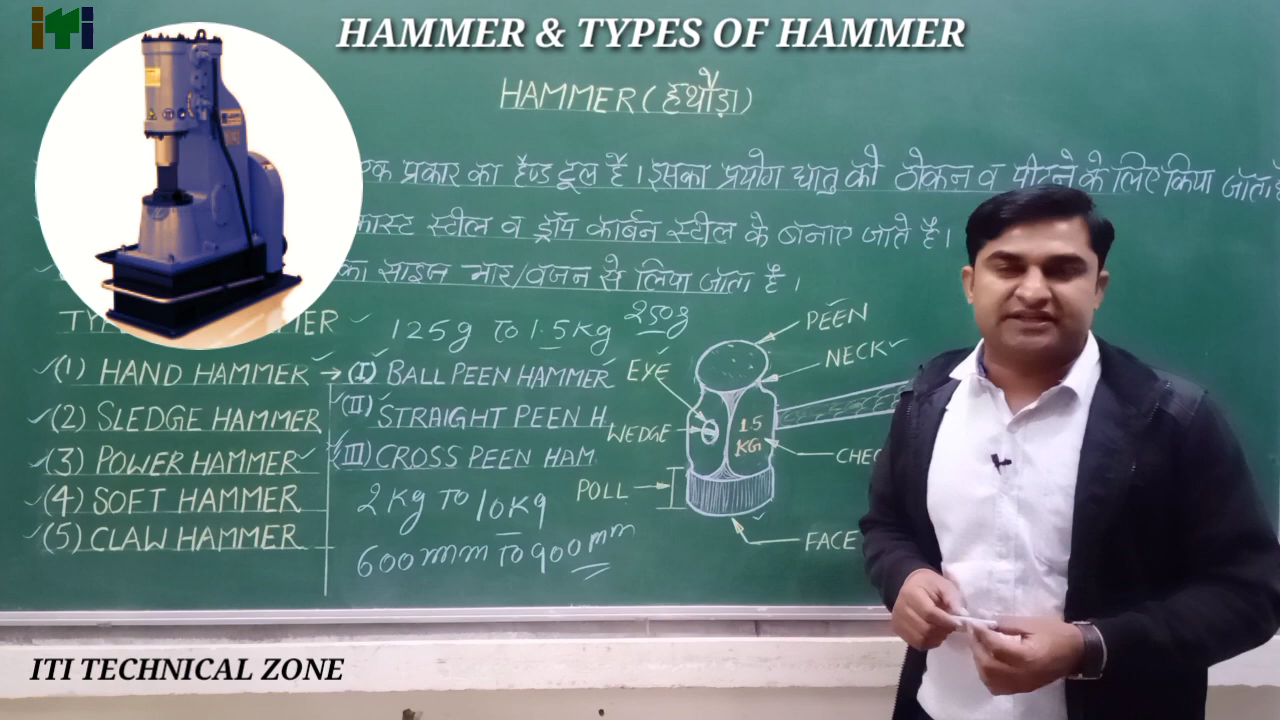 iTi
HAMMER & TYPES OF HAMMER
HAMMER (हथौड़ा)
एक प्रकार का हैण्ड टूल है। इसका प्रयोग धातु को ठोकने व पीटने के लिए किया जाता है
कास्ट स्टील व ड्रॉप कार्बन स्टील के बनाए जाते है।
का साइज भार/वजन से लिया जाता है।
HAMMER
125g To 1.5Kg
250g
(1) HAND HAMMER → (I) BALL PEEN HAMMER
(2) SLEDGE HAMMER
(II) STRAIGHT PEEN H
(3) POWER HAMMER
(III) CROSS PEEN HAM
(4) SOFT HAMMER
(5) CLAW HAMMER
2Kg To 10Kg
600mm To 900mm
PEEN
NECK
EYE
WEDGE
1.5
KG
CHEE
POLL
FACE
ITI TECHNICAL ZONE